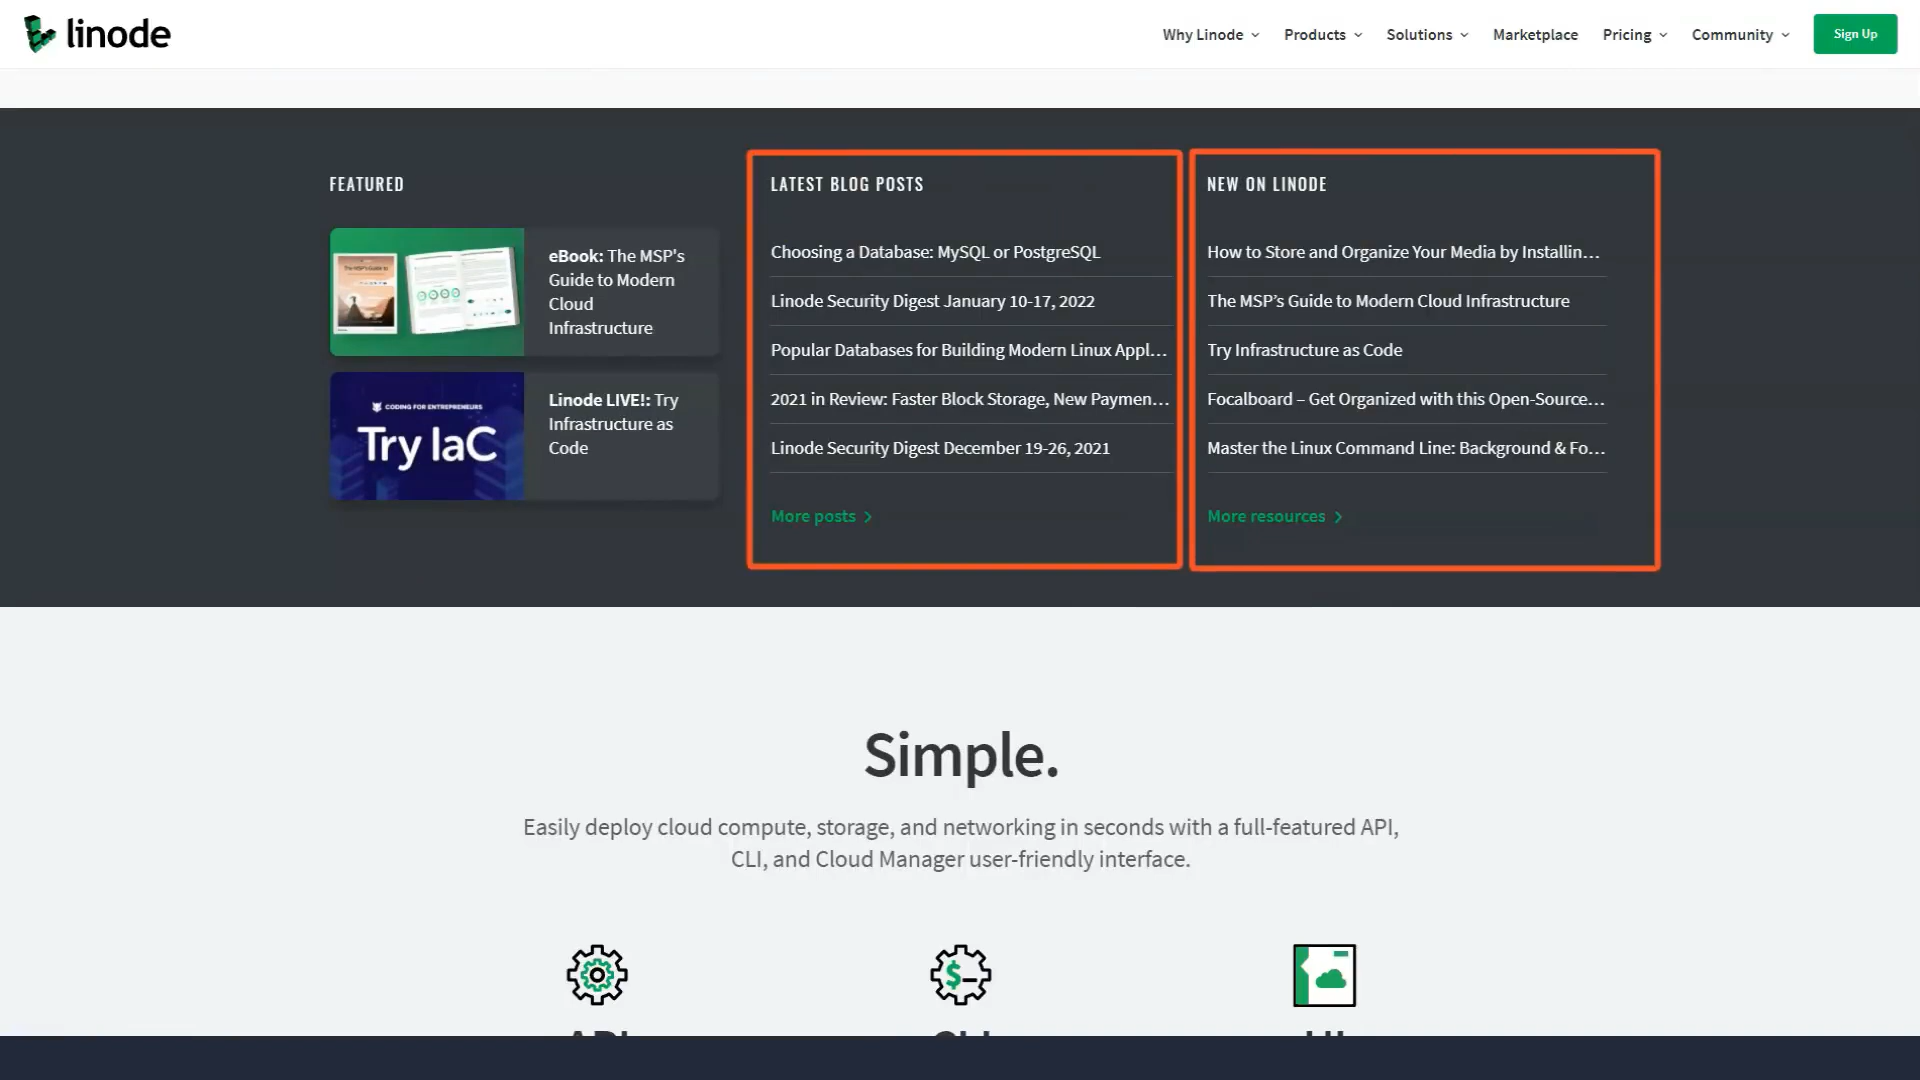 linode
Why Linode
Products
Solutions
Marketplace
Pricing
Community
Sign Up
FEATURED
eBook: The MSP's
Guide to Modern
Cloud
Infrastructure
CODING FOR ENTREPRENEURS
Try IaC
Linode LIVE!: Try
Infrastructure as
Code
LATEST BLOG POSTS
Choosing a Database: MySQL or PostgreSQL
Linode Security Digest January 10-17, 2022
Popular Databases for Building Modern Linux Appl...
2021 in Review: Faster Block Storage, New Paymen...
Linode Security Digest December 19-26, 2021
More posts
NEW ON LINODE
How to Store and Organize Your Media by Installin...
The MSP’s Guide to Modern Cloud Infrastructure
Try Infrastructure as Code
Focalboard – Get Organized with this Open-Source...
Master the Linux Command Line: Background & Fo...
More resources
Simple.
Easily deploy cloud compute, storage, and networking in seconds with a full-featured API,
CLI, and Cloud Manager user-friendly interface.